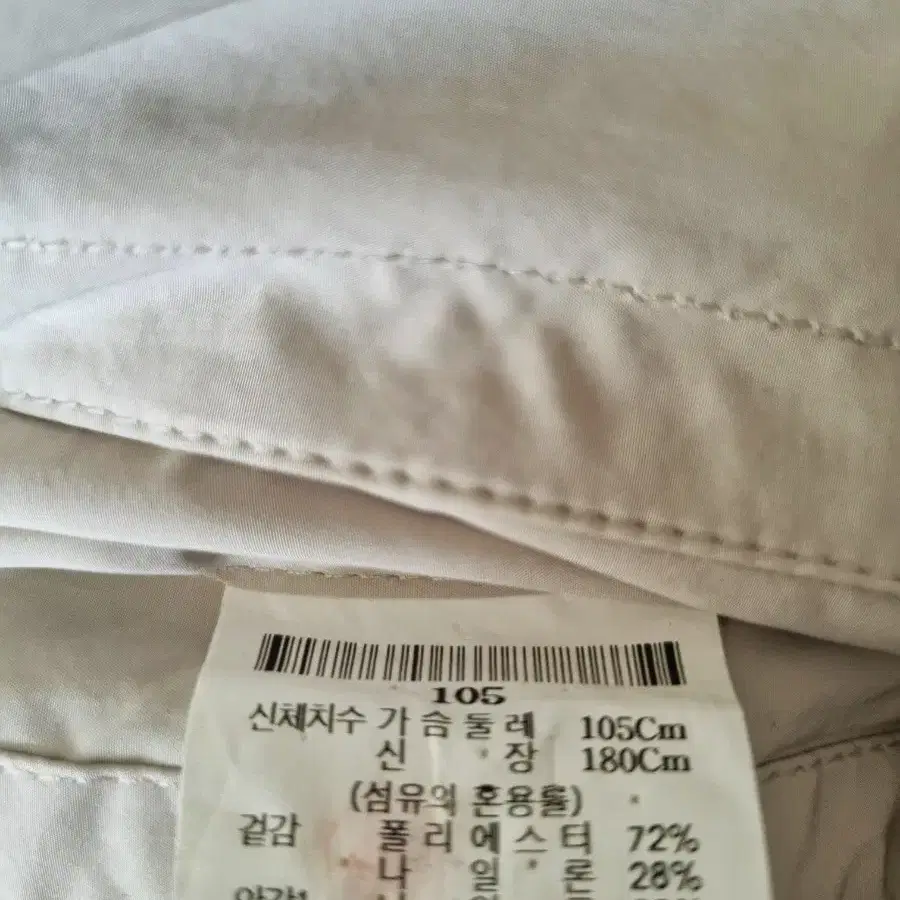 105
신체치수 가슴둘레 105Cm
신장 180Cm
(섬유의 혼용률)
겉감 폴리에스터 72%
나일론 28%